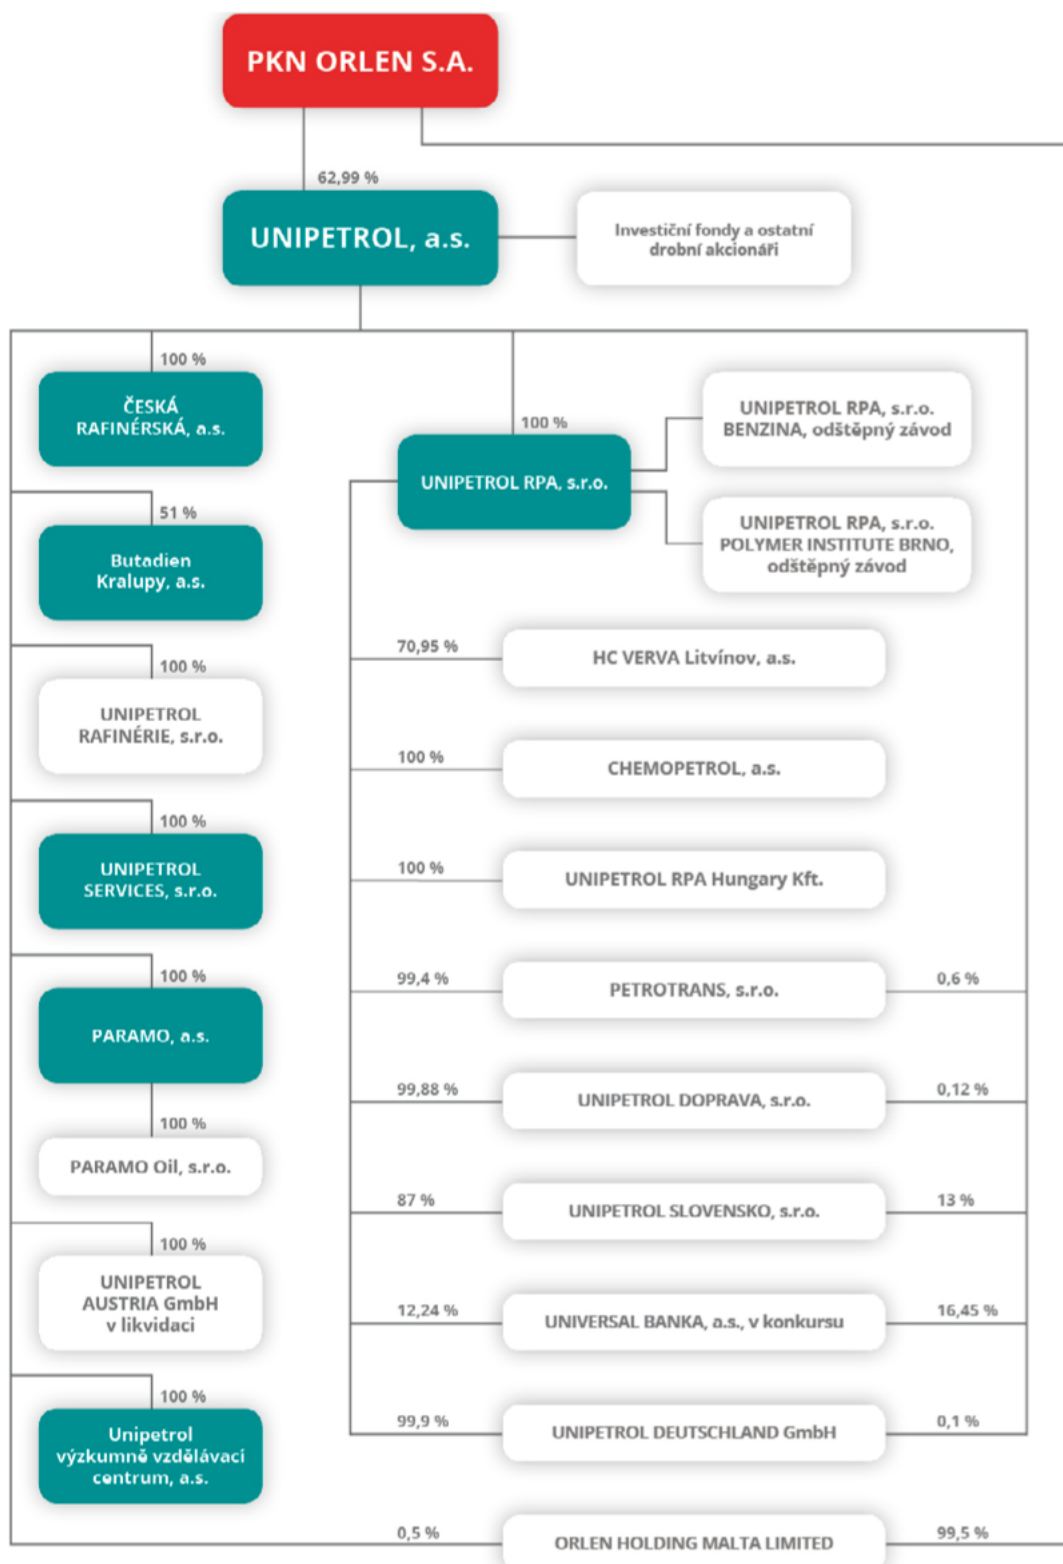 PKN ORLEN S.A.
62,99 %
UNIPETROL, a.s.
Investiční fondy a ostatní
drobní akcionáři
100 %
ČESKÁ
RAFINÉRSKÁ, a.s.
51 %
Butadien
Kralupy, a.s.
100 %
UNIPETROL
RAFINÉRIE, s.r.o.
100 %
UNIPETROL
SERVICES, s.r.o.
100 %
PARAMO, a.s.
100 %
PARAMO Oil, s.r.o.
100 %
UNIPETROL
AUSTRIA GmbH
v likvidaci
100 %
Unipetrol
výzkumně vzdělávací
centrum, a.s.
100 %
UNIPETROL RPA, s.r.o.
UNIPETROL RPA, s.r.o.
BENZINA, odštěpný závod
UNIPETROL RPA, s.r.o.
POLYMER INSTITUTE BRNO,
odštěpný závod
70,95 %
HC VERVA Litvínov, a.s.
100 %
CHEMOPETROL, a.s.
100 %
UNIPETROL RPA Hungary Kft.
99,4 %
PETROTRANS, s.r.o.
0,6 %
99,88 %
UNIPETROL DOPRAVA, s.r.o.
0,12 %
87 %
UNIPETROL SLOVENSKO, s.r.o.
13 %
12,24 %
UNIVERSAL BANKA, a.s., v konkursu
16,45 %
99,9 %
UNIPETROL DEUTSCHLAND GmbH
0,1 %
0,5 %
ORLEN HOLDING MALTA LIMITED
99,5 %